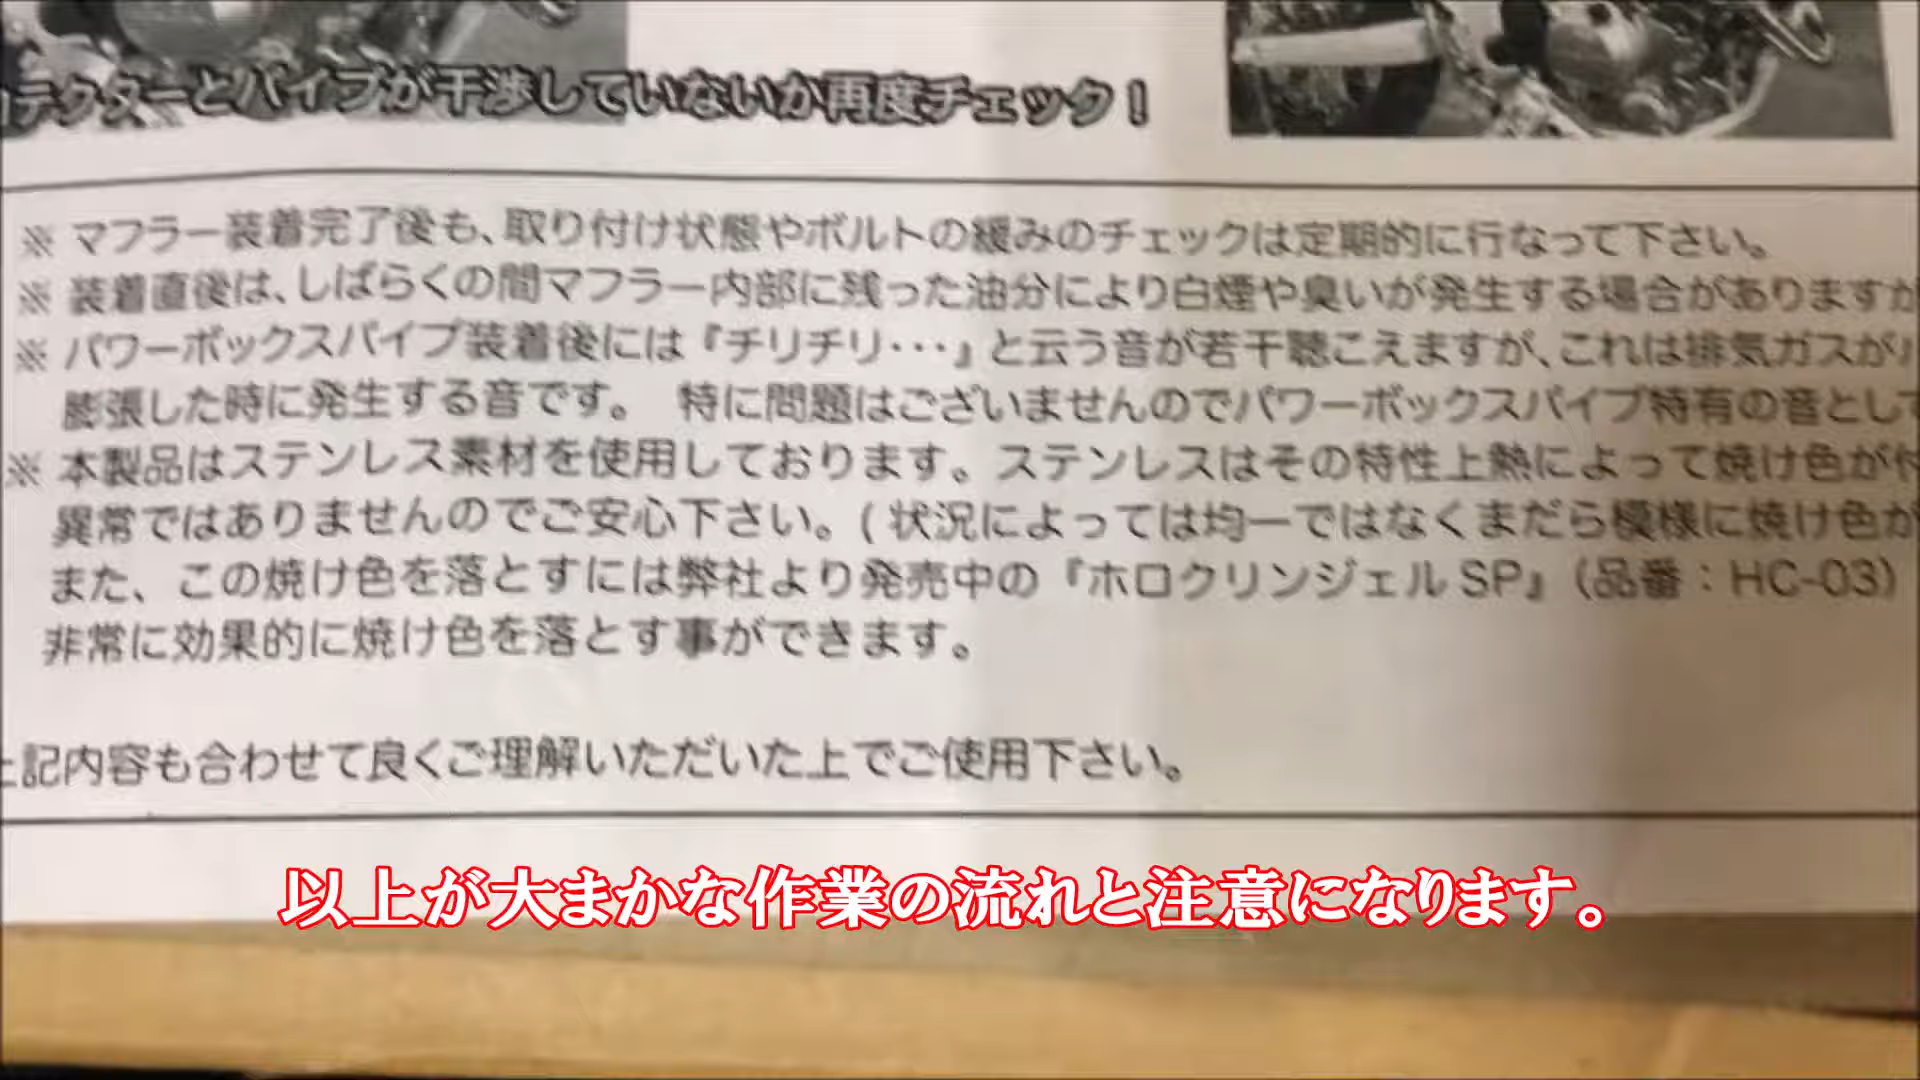 テクターとパイプが干渉していないか再度チェック！
※ マフラー装着完了後も、取り付け状態やボルトの緩みのチェックは定期的に行なって下さい。
※ 装着直後は、しばらくの間マフラー内部に残った油分により白煙や臭いが発生する場合がありますが
※ パワーボックスパイプ装着後には『チリチリ・・・』と云う音が若干聴こえますが、これは排気ガスが
膨張した時に発生する音です。 特に問題はございませんのでパワーボックスパイプ特有の音として
※ 本製品はステンレス素材を使用しております。ステンレスはその特性上熱によって焼け色が付
異常ではありませんのでご安心下さい。( 状況によっては均一ではなくまだら模様に焼け色が
また、この焼け色を落とすには弊社より発売中の『ホロクリンジェル SP』（品番：HC-03）
非常に効果的に焼け色を落とす事ができます。
上記内容も合わせて良くご理解いただいた上でご使用下さい。
以上が大まかな作業の流れと注意になります。